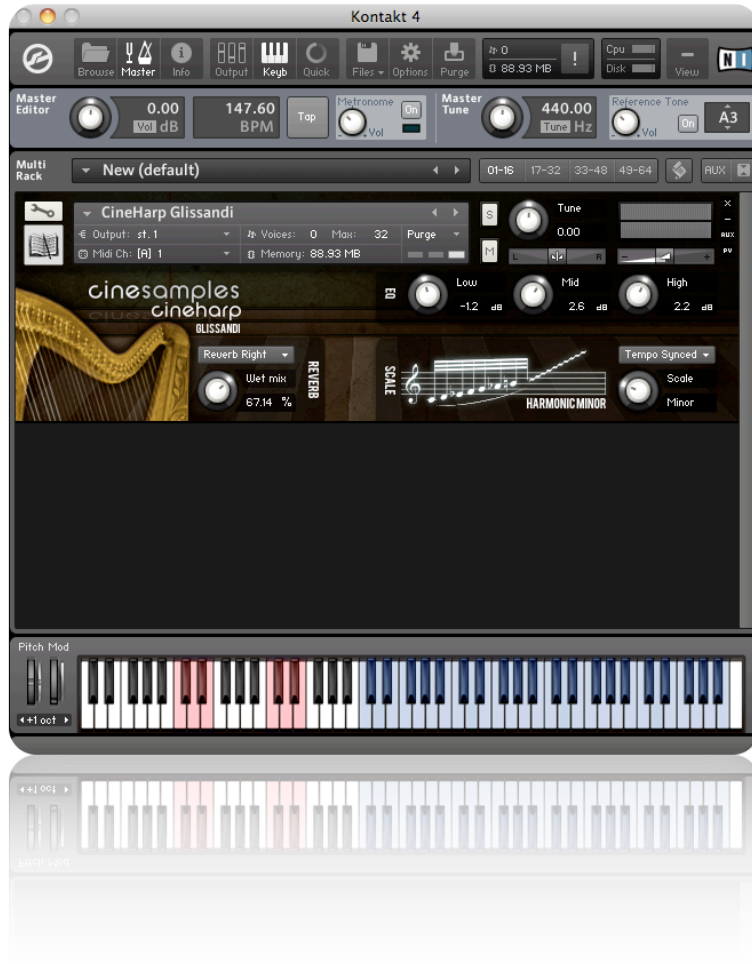 Kontakt 4
Browse Master Info Output Keyb Quick Files Options Purge
0
88.93 MB
!
Cpu
Disk
View
N I
Master Editor
0.00
Vol dB
147.60
BPM
Tap
Metronome
On
Vol
Master Tune
440.00
Tune Hz
Reference Tone
Vol
On
A3
Multi Rack
New (default)
01-16 17-32 33-48 49-64
AUX
CineHarp Glissandi
Output: st. 1
Voices: 0 Max: 32
Purge
Midi Ch: [A] 1
Memory: 88.93 MB
S
M
Tune
0.00
L R
- +
×
-
AUX
PV
cinesamples
cineharp
GLISSANDI
EQ
Low
-1.2 dB
Mid
2.6 dB
High
2.2 dB
Reverb Right
Wet mix
67.14 %
REVERB
SCALE
HARMONIC MINOR
Tempo Synced
Scale
Minor
Pitch Mod
+1 oct